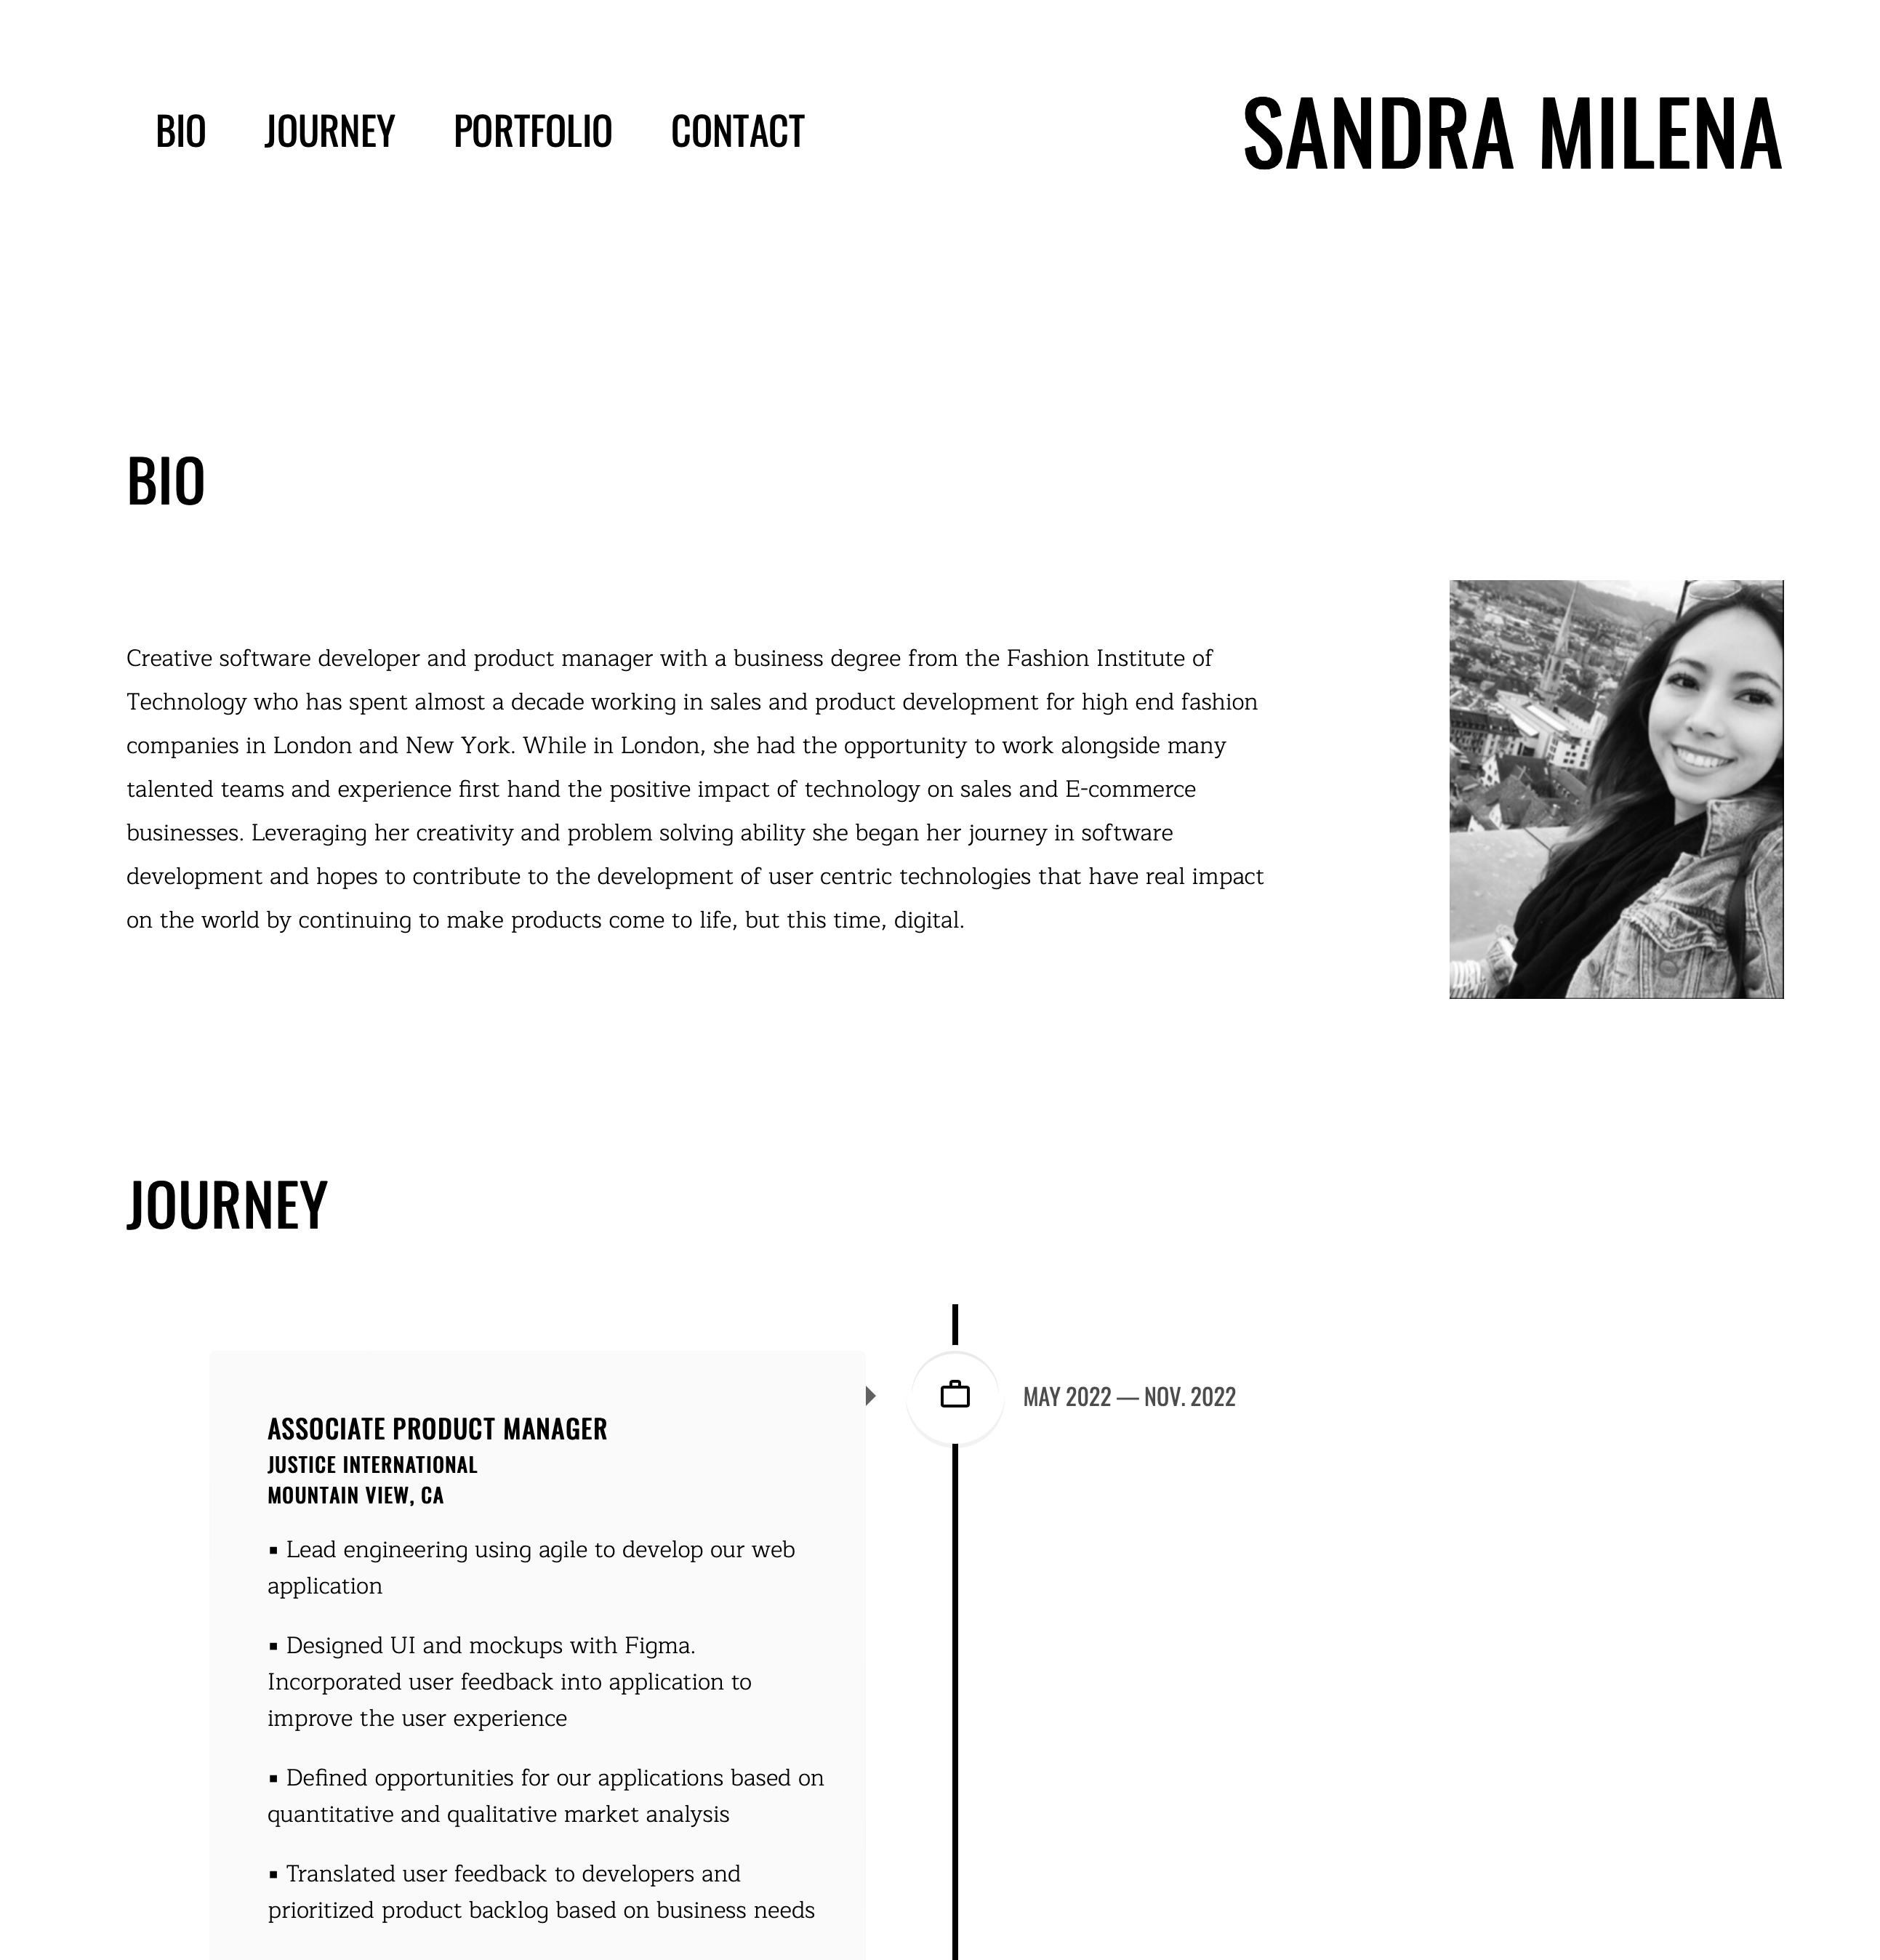 BIO JOURNEY PORTFOLIO CONTACT
SANDRA MILENA
BIO
Creative software developer and product manager with a business degree from the Fashion Institute of
Technology who has spent almost a decade working in sales and product development for high end fashion
companies in London and New York. While in London, she had the opportunity to work alongside many
talented teams and experience first hand the positive impact of technology on sales and E-commerce
businesses. Leveraging her creativity and problem solving ability she began her journey in software
development and hopes to contribute to the development of user centric technologies that have real impact
on the world by continuing to make products come to life, but this time, digital.
JOURNEY
MAY 2022 — NOV. 2022
ASSOCIATE PRODUCT MANAGER
JUSTICE INTERNATIONAL
MOUNTAIN VIEW, CA
▪ Lead engineering using agile to develop our web
application
▪ Designed UI and mockups with Figma.
Incorporated user feedback into application to
improve the user experience
▪ Defined opportunities for our applications based on
quantitative and qualitative market analysis
▪ Translated user feedback to developers and
prioritized product backlog based on business needs